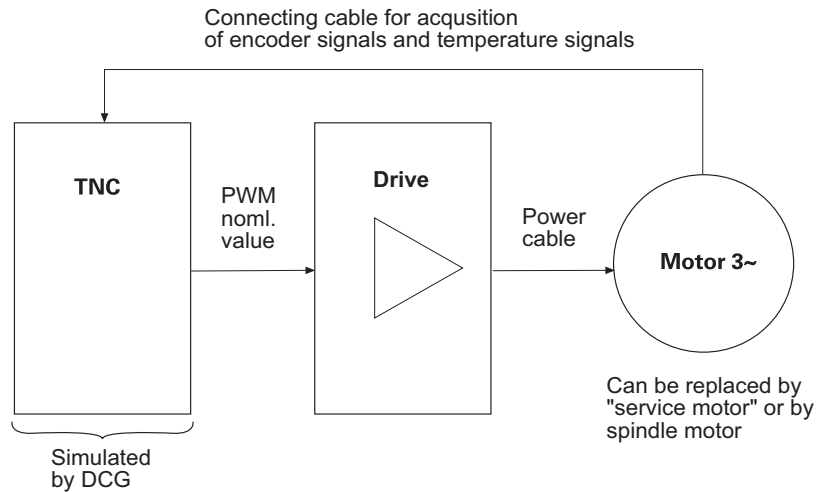 Connecting cable for acqusition
of encoder signals and temperature signals
TNC
PWM
noml.
value
Drive
Power
cable
Motor 3~
Can be replaced by
"service motor" or by
spindle motor
Simulated
by DCG